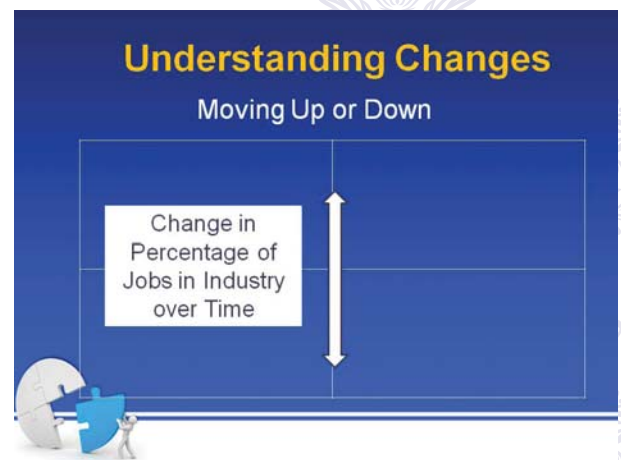 Understanding Changes
Moving Up or Down
Change in
Percentage of
Jobs in Industry
over Time